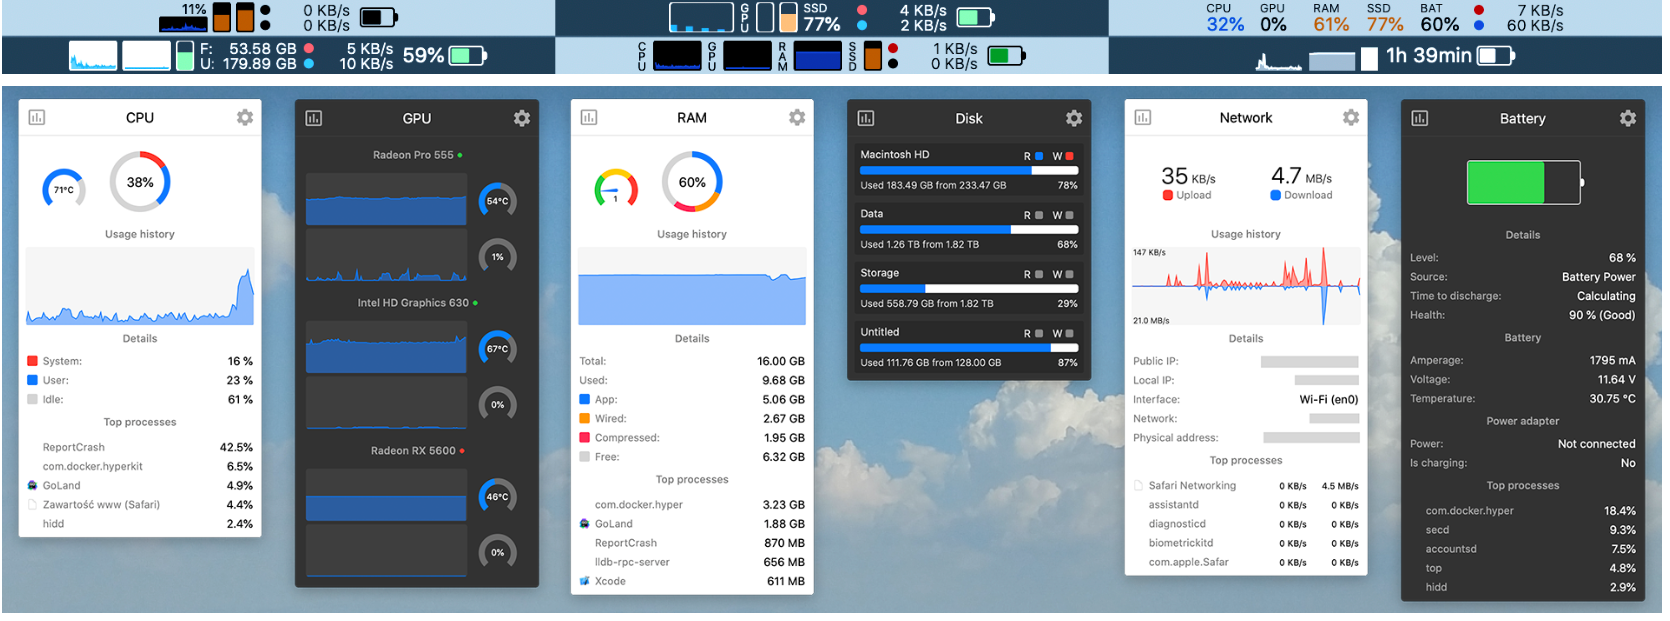 11%
0 KB/s
0 KB/s
GPU
SSD
77%
4 KB/s
2 KB/s
CPU GPU RAM SSD BAT
32% 0% 61% 77% 60%
7 KB/s
60 KB/s
F: 53.58 GB
U: 179.89 GB
5 KB/s
10 KB/s
59%
CPU
GPU
RAM
SSD
1 KB/s
0 KB/s
1h 39min
CPU
71°C
38%
Usage history
Details
System: 16 %
User: 23 %
Idle: 61 %
Top processes
ReportCrash 42.5%
com.docker.hyperkit 6.5%
GoLand 4.9%
Zawartość www (Safari) 4.4%
hidd 2.4%
GPU
Radeon Pro 555
54°C
1%
Intel HD Graphics 630
67°C
0%
Radeon RX 5600
46°C
0%
RAM
1
60%
Usage history
Details
Total: 16.00 GB
Used: 9.68 GB
App: 5.06 GB
Wired: 2.67 GB
Compressed: 1.95 GB
Free: 6.32 GB
Top processes
com.docker.hyper 3.23 GB
GoLand 1.88 GB
ReportCrash 870 MB
lldb-rpc-server 656 MB
Xcode 611 MB
Disk
Macintosh HD R W
Used 183.49 GB from 233.47 GB 78%
Data R W
Used 1.26 TB from 1.82 TB 68%
Storage R W
Used 558.79 GB from 1.82 TB 29%
Untitled R W
Used 111.76 GB from 128.00 GB 87%
Network
35 KB/s 4.7 MB/s
Upload Download
Usage history
147 KB/s
21.0 MB/s
Details
Public IP:
Local IP:
Interface: Wi-Fi (en0)
Network:
Physical address:
Top processes
Safari Networking 0 KB/s 4.5 MB/s
assistantd 0 KB/s 0 KB/s
diagnosticd 0 KB/s 0 KB/s
biometrickitd 0 KB/s 0 KB/s
com.apple.Safar 0 KB/s 0 KB/s
Battery
Details
Level: 68 %
Source: Battery Power
Time to discharge: Calculating
Health: 90 % (Good)
Battery
Amperage: 1795 mA
Voltage: 11.64 V
Temperature: 30.75 °C
Power adapter
Power: Not connected
Is charging: No
Top processes
com.docker.hyper 18.4%
secd 9.3%
accountsd 7.5%
top 4.8%
hidd 2.9%